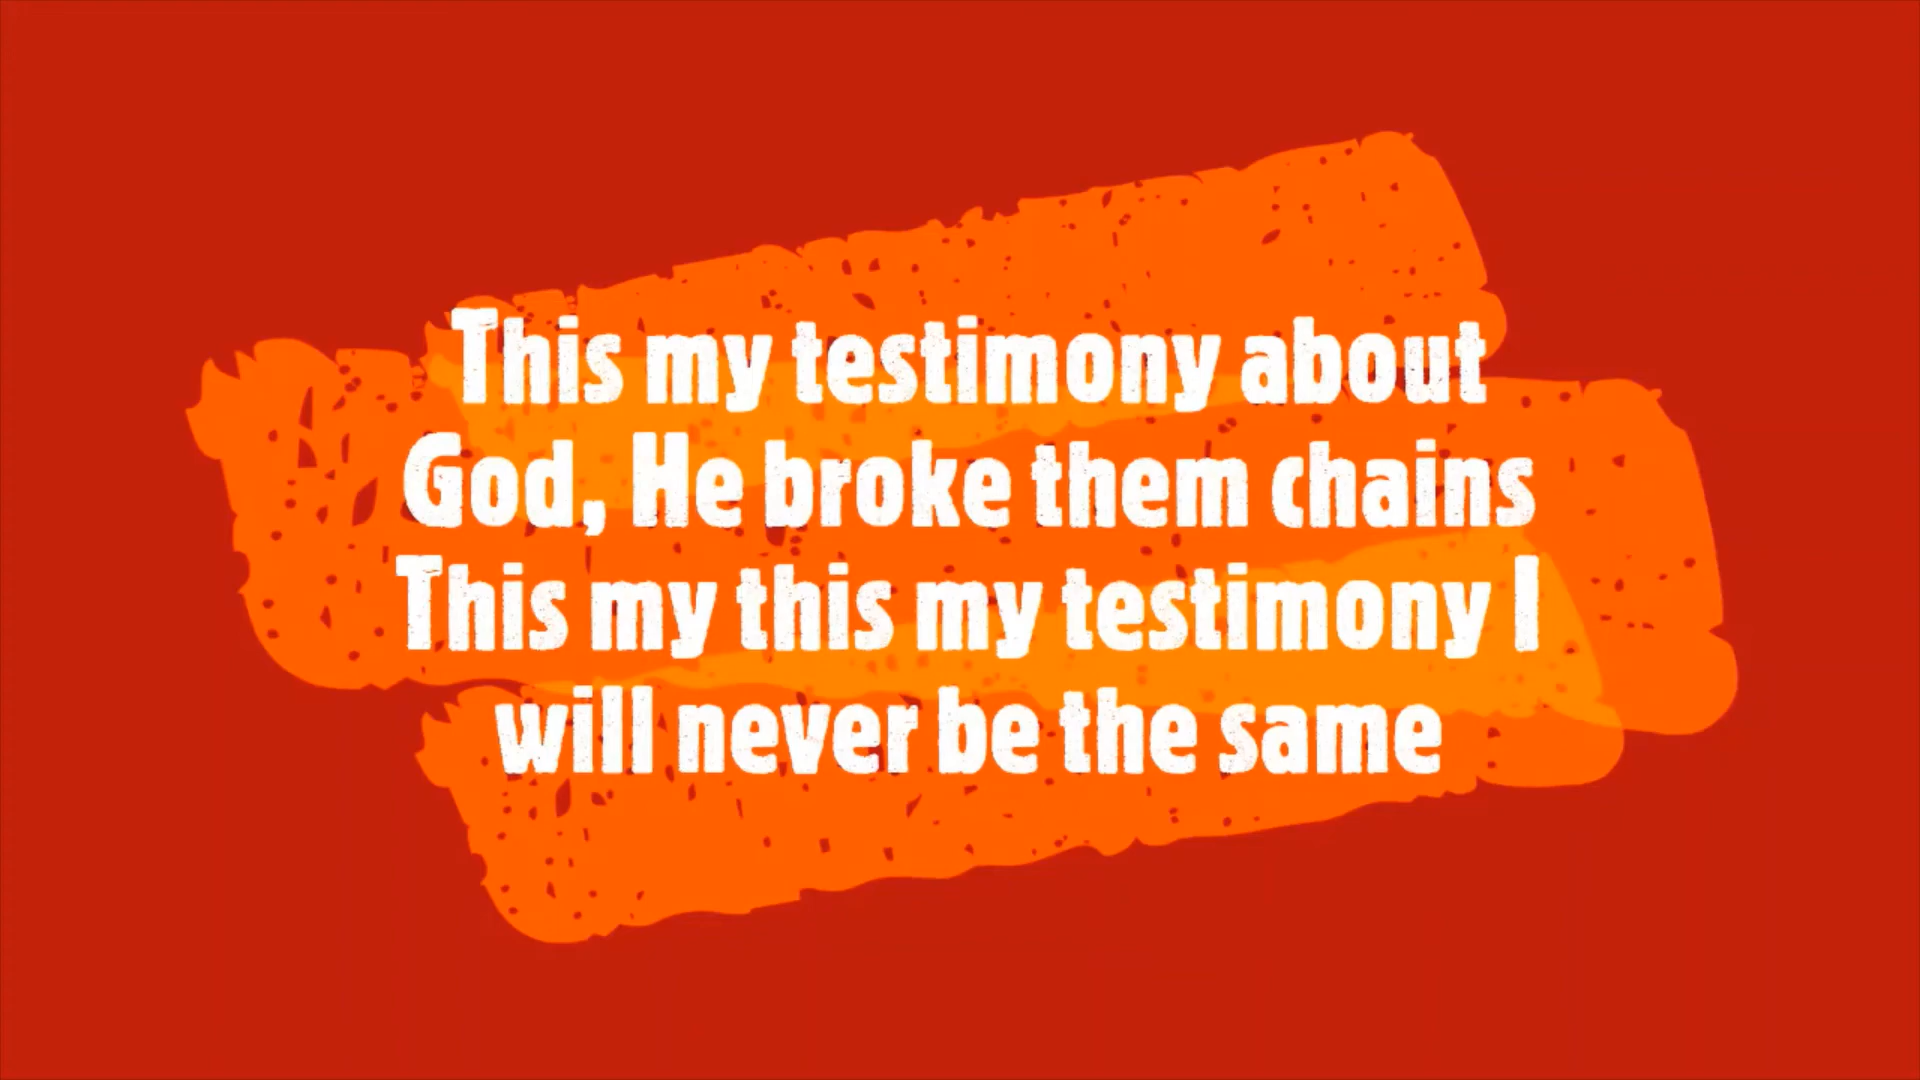 This my testimony about
God, He broke them chains
This my this my testimony I
will never be the same